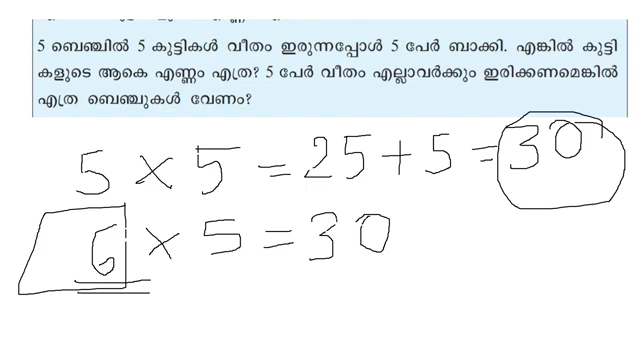 5 ബെഞ്ചിൽ 5 കുട്ടികൾ വീതം ഇരുന്നപ്പോൾ 5 പേർ ബാക്കി. എങ്കിൽ കുട്ടി
കളുടെ ആകെ എണ്ണം എത്ര? 5 പേർ വീതം എല്ലാവർക്കും ഇരിക്കണമെങ്കിൽ
എത്ര ബെഞ്ചുകൾ വേണം?
5 × 5 = 25 + 5 = 30
6 × 5 = 30